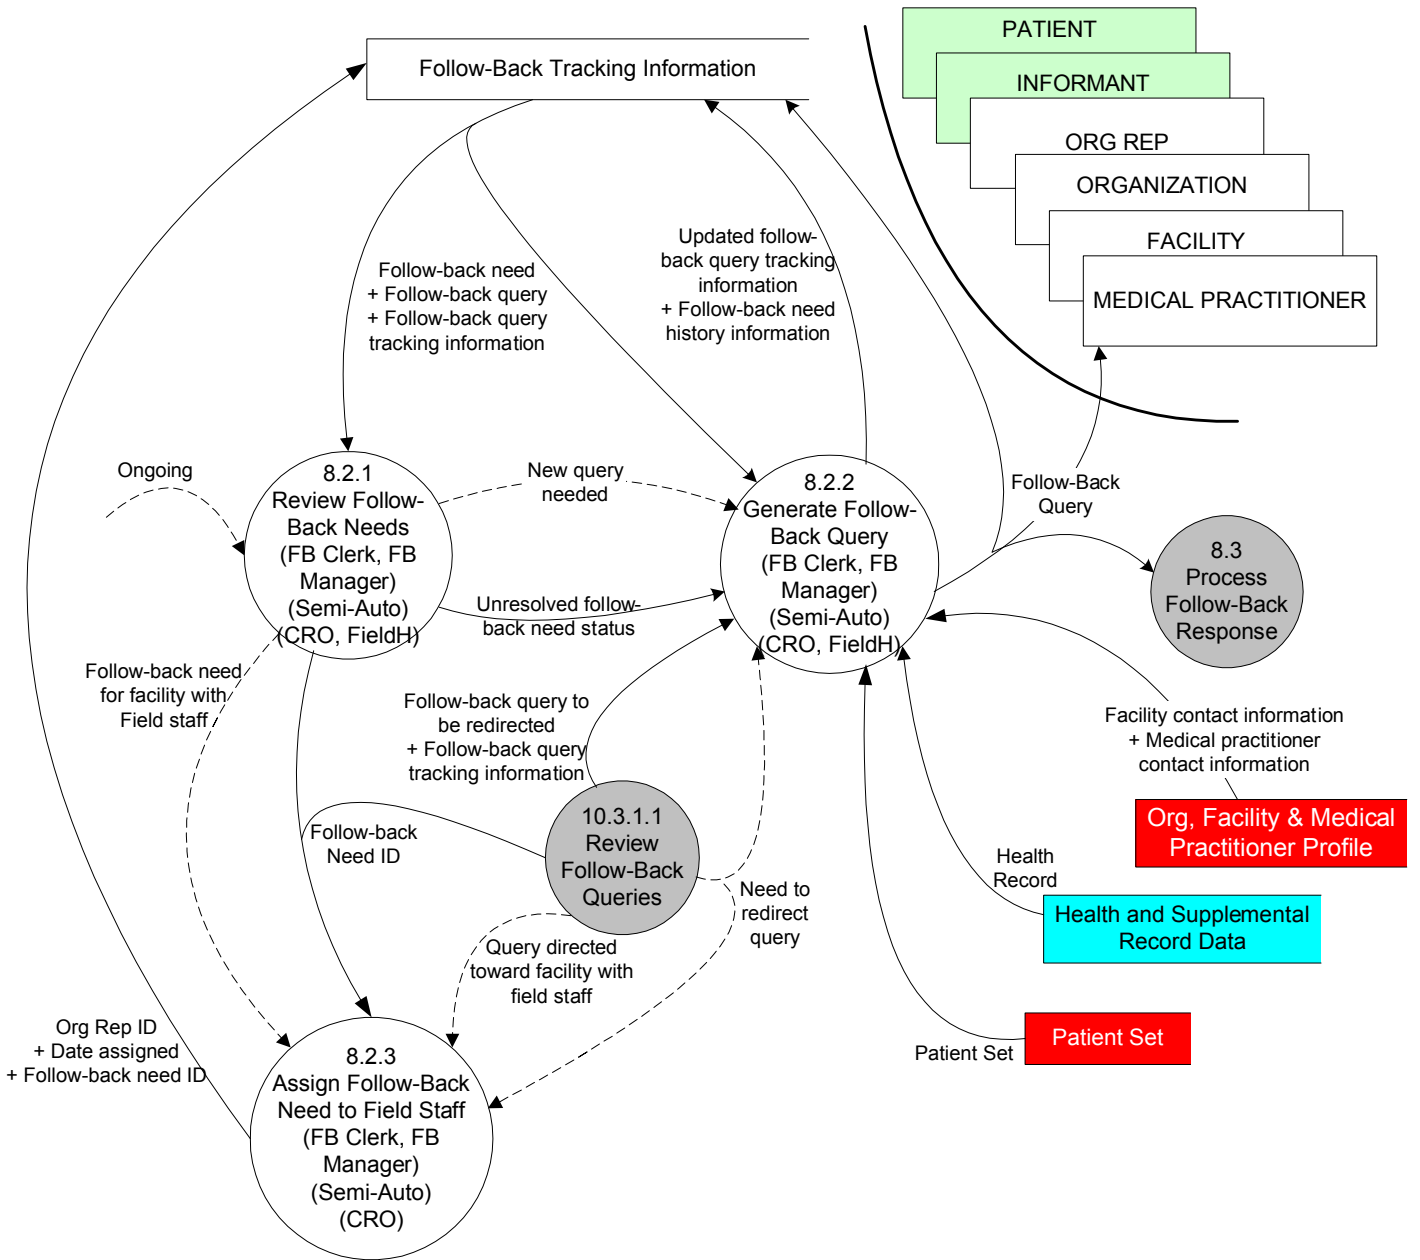 PATIENT
INFORMANT
ORG REP
ORGANIZATION
FACILITY
MEDICAL PRACTITIONER
Follow-Back Tracking Information
Follow-back need
+ Follow-back query
+ Follow-back query
tracking information
Updated follow-
back query tracking
information
+ Follow-back need
history information
Ongoing
8.2.1
Review Follow-
Back Needs
(FB Clerk, FB
Manager)
(Semi-Auto)
(CRO, FieldH)
New query
needed
Unresolved follow-
back need status
8.2.2
Generate Follow-
Back Query
(FB Clerk, FB
Manager)
(Semi-Auto)
(CRO, FieldH)
Follow-Back
Query
8.3
Process
Follow-Back
Response
Follow-back need
for facility with
Field staff
Follow-back query to
be redirected
+ Follow-back query
tracking information
Facility contact information
+ Medical practitioner
contact information
Org, Facility & Medical
Practitioner Profile
10.3.1.1
Review
Follow-Back
Queries
Follow-back
Need ID
Health
Record
Health and Supplemental
Record Data
Need to
redirect
query
Query directed
toward facility with
field staff
Patient Set
Patient Set
Org Rep ID
+ Date assigned
+ Follow-back need ID
8.2.3
Assign Follow-Back
Need to Field Staff
(FB Clerk, FB
Manager)
(Semi-Auto)
(CRO)